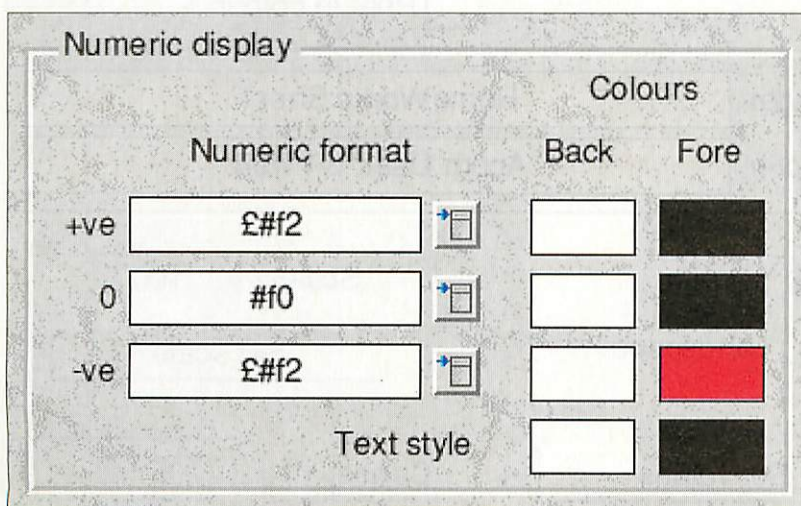 Numeric display
Colours
Numeric format Back Fore
+ve £#f2
0 #f0
-ve £#f2
Text style